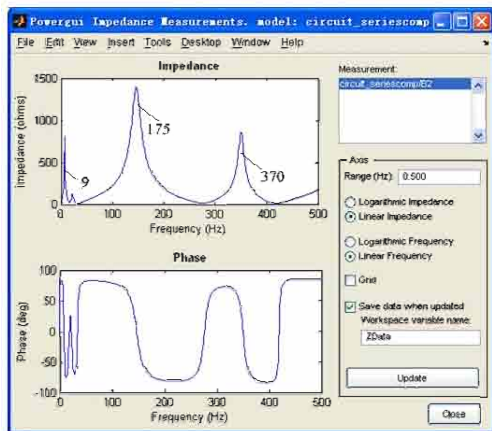 Powergui Impedance Measurements. model: circuit_seriescomp
File Edit View Insert Tools Desktop Window Help
Impedance
Impedance (ohms)
1500
1000
500
0
9
175
370
0 100 200 300 400 500
Frequency (Hz)
Phase
Phase (deg)
100
50
0
-50
-100
0 100 200 300 400 500
Frequency (Hz)
Measurement:
circuit_seriescomp/B2
Axis
Range (Hz): 0:500
Logarithmic Impedance
Linear Impedance
Logarithmic Frequency
Linear Frequency
Grid
Save data when updated
Workspace variable name:
ZData
Update
Close